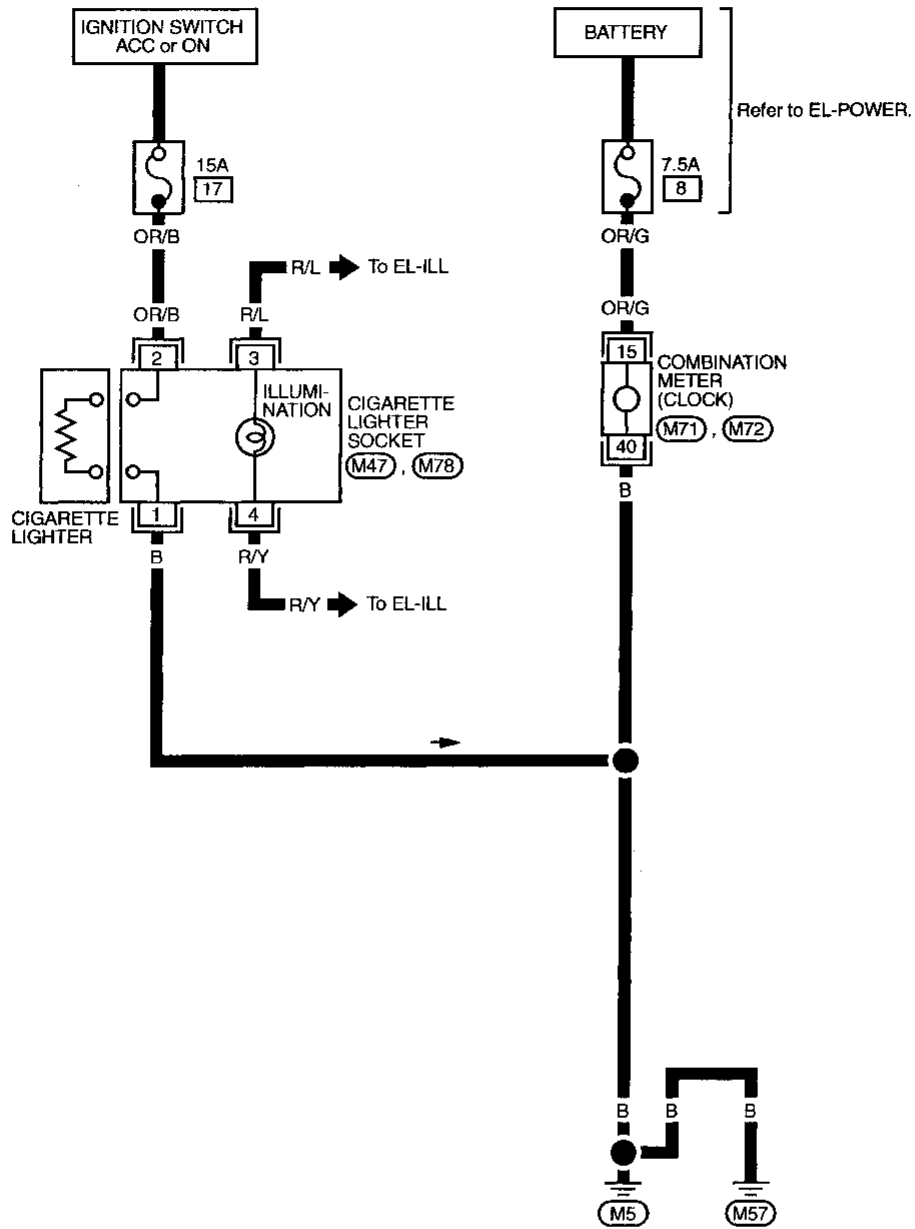 IGNITION SWITCH
ACC or ON
BATTERY
Refer to EL-POWER.
15A
17
7.5A
8
OR/B
OR/G
R/L
To EL-ILL
OR/B
R/L
OR/G
2
3
15
COMBINATION
METER
(CLOCK)
M71 , M72
40
ILLUMI-
NATION
CIGARETTE
LIGHTER
SOCKET
M47 , M78
CIGARETTE
LIGHTER
1
4
B
B
R/Y
R/Y
To EL-ILL
B
B
B
M5
M57